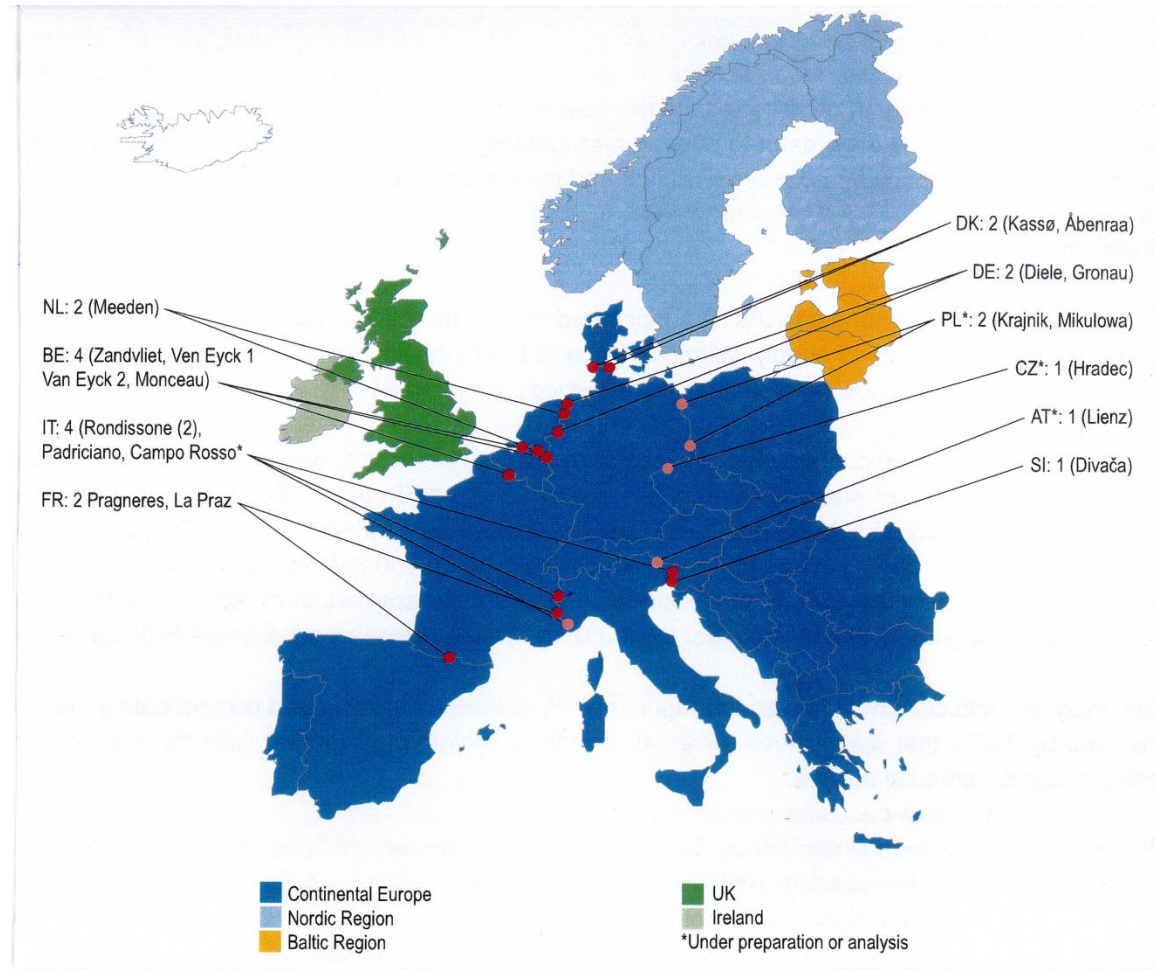 NL: 2 (Meeden)
BE: 4 (Zandvliet, Ven Eyck 1
Van Eyck 2, Monceau)
IT: 4 (Rondissone (2),
Padriciano, Campo Rosso*
FR: 2 Pragneres, La Praz
DK: 2 (Kassø, Åbenraa)
DE: 2 (Diele, Gronau)
PL*: 2 (Krajnik, Mikulowa)
CZ*: 1 (Hradec)
AT*: 1 (Lienz)
SI: 1 (Divača)
Continental Europe
Nordic Region
Baltic Region
UK
Ireland
*Under preparation or analysis